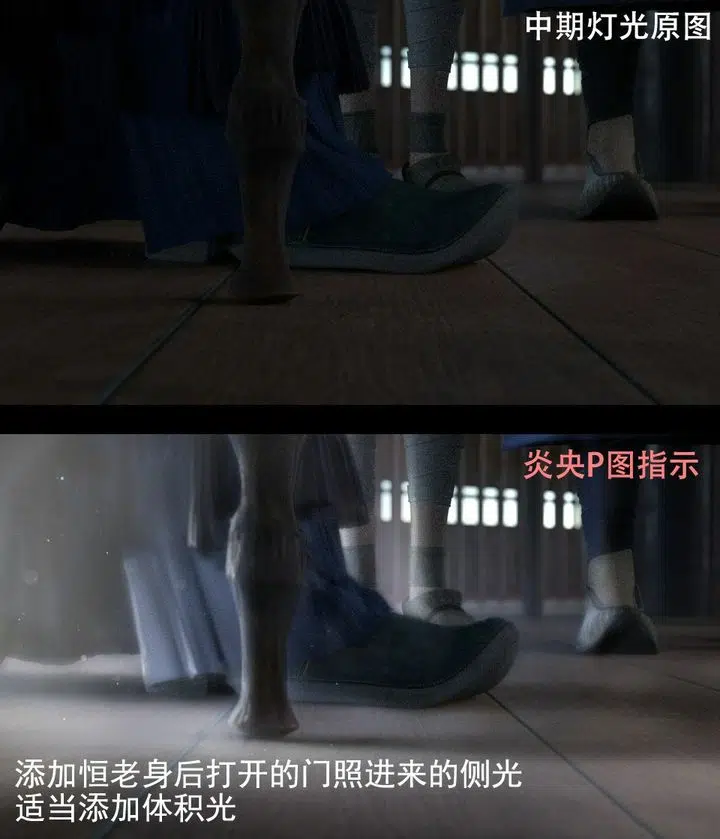 中期灯光原图
炎央P图指示
添加恒老身后打开的门照进来的侧光
适当添加体积光